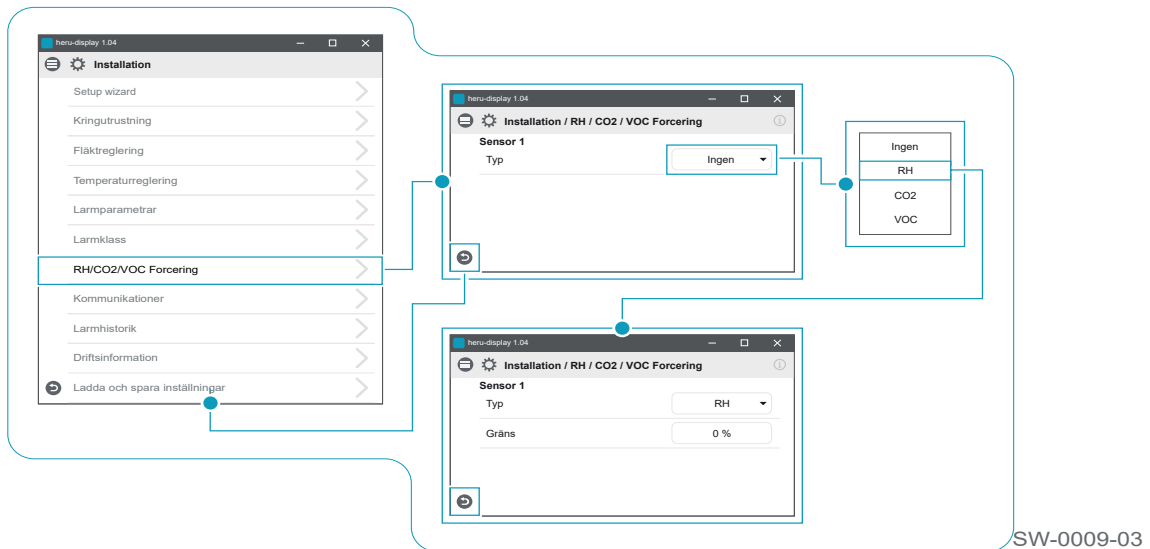 heru-display 1.04
Installation
Setup wizard
Kringutrustning
Fläktreglering
Temperaturreglering
Larmparametrar
Larmklass
RH/CO2/VOC Forcering
Kommunikationer
Larmhistorik
Driftsinformation
Ladda och spara inställningar
heru-display 1.04
Installation / RH / CO2 / VOC Forcering
Sensor 1
Typ Ingen
Ingen
RH
CO2
VOC
heru-display 1.04
Installation / RH / CO2 / VOC Forcering
Sensor 1
Typ RH
Gräns 0 %
SW-0009-03